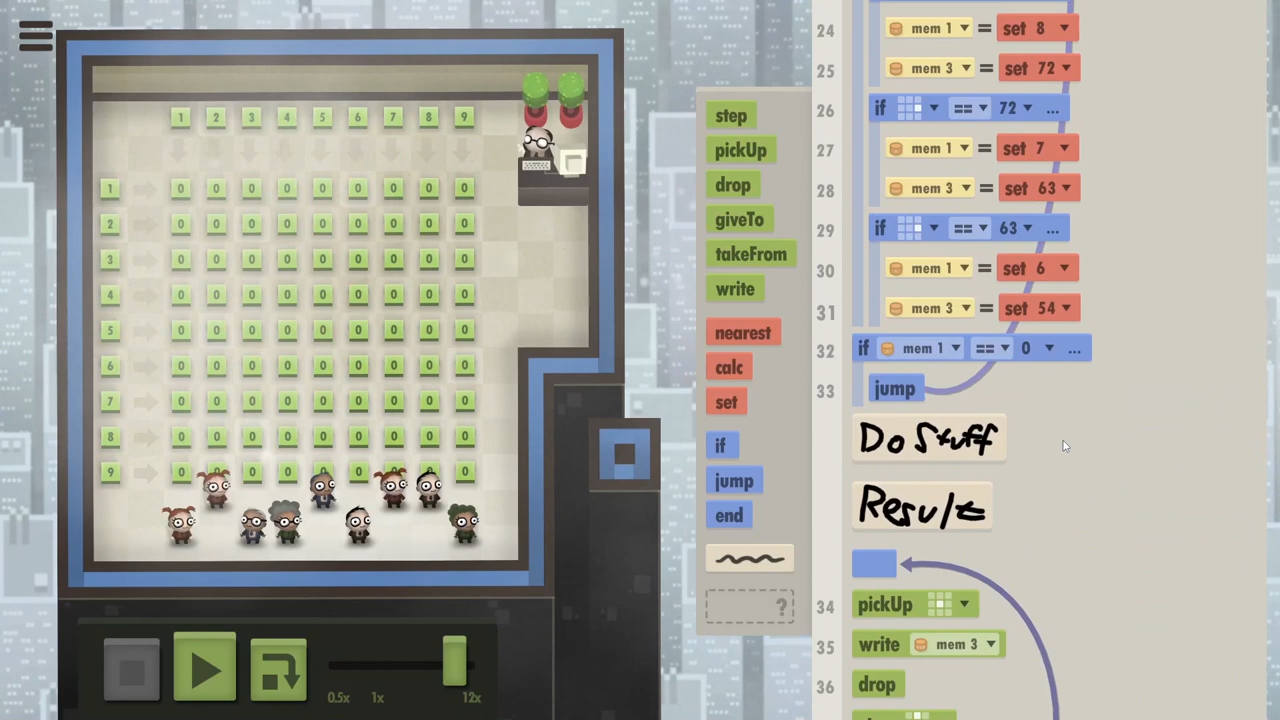 1 2 3 4 5 6 7 8 9
1 0 0 0 0 0 0 0 0 0
2 0 0 0 0 0 0 0 0 0
3 0 0 0 0 0 0 0 0 0
4 0 0 0 0 0 0 0 0 0
5 0 0 0 0 0 0 0 0 0
6 0 0 0 0 0 0 0 0 0
7 0 0 0 0 0 0 0 0 0
8 0 0 0 0 0 0 0 0 0
9 0 0 0 0 0 0
0.5x 1x 12x
step
pickUp
drop
giveTo
takeFrom
write
nearest
calc
set
if
jump
end
?
24 mem 1 = set 8
25 mem 3 = set 72
26 if == 72 ...
27 mem 1 = set 7
28 mem 3 = set 63
29 if == 63 ...
30 mem 1 = set 6
31 mem 3 = set 54
32 if mem 1 == 0 ...
33 jump
Do Stuff
Result
34 pickUp
35 write mem 3
36 drop